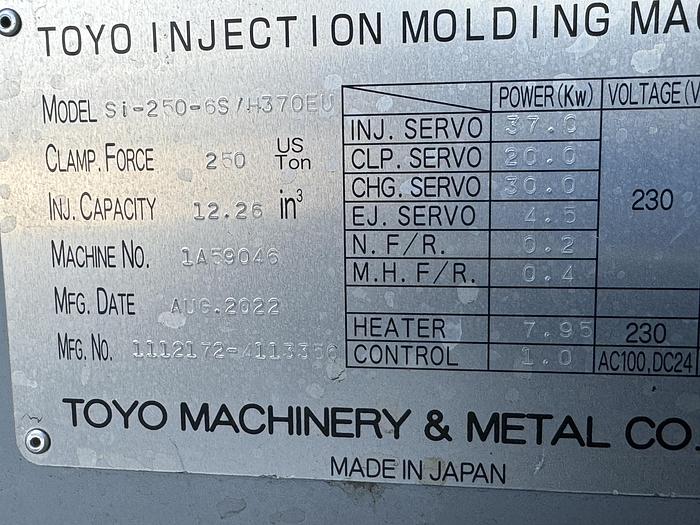 TOYO INJECTION MOLDING MA
MODEL Si-250-6S/H370EU
CLAMP. FORCE 250 US Ton
INJ. CAPACITY 12.26 in³
MACHINE NO. 1A59046
MFG. DATE AUG.2022
MFG. NO.
POWER(Kw) VOLTAGE(V
INJ. SERVO 37.0
CLP. SERVO 20.0
CHG. SERVO 30.0 230
EJ. SERVO 4.5
N. F/R. 0.2
M.H. F/R. 0.4
HEATER 7.95 230
CONTROL 1.0 AC100,DC24
TOYO MACHINERY & METAL CO.
MADE IN JAPAN